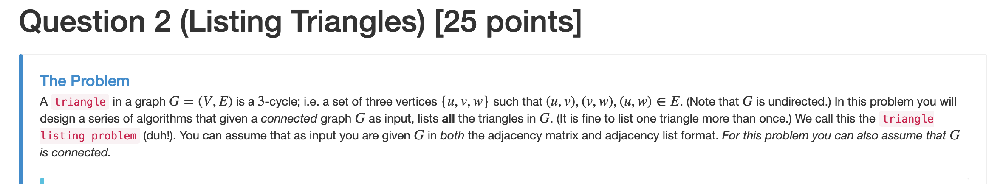 Question 2 (Listing Triangles) [25 points]
The Problem
A triangle in a graph G = (V, E) is a 3-cycle; i.e. a set of three vertices {u, v, w} such that (u, v), (v, w), (u, w) ∈ E. (Note that G is undirected.) In this problem you will
design a series of algorithms that given a connected graph G as input, lists all the triangles in G. (It is fine to list one triangle more than once.) We call this the triangle
listing problem (duh!). You can assume that as input you are given G in both the adjacency matrix and adjacency list format. For this problem you can also assume that G
is connected.